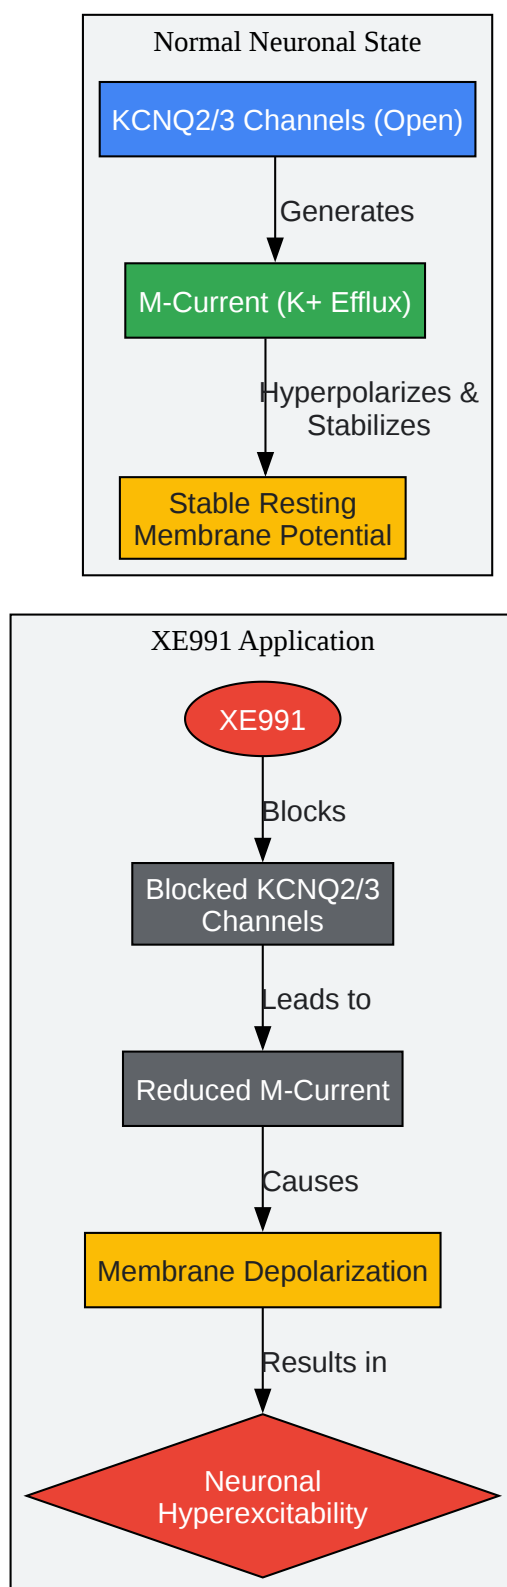 Normal Neuronal State
KCNQ2/3 Channels (Open)
Generates
M-Current (K+ Efflux)
Hyperpolarizes &
Stabilizes
Stable Resting
Membrane Potential
XE991 Application
XE991
Blocks
Blocked KCNQ2/3
Channels
Leads to
Reduced M-Current
Causes
Membrane Depolarization
Results in
Neuronal
Hyperexcitability